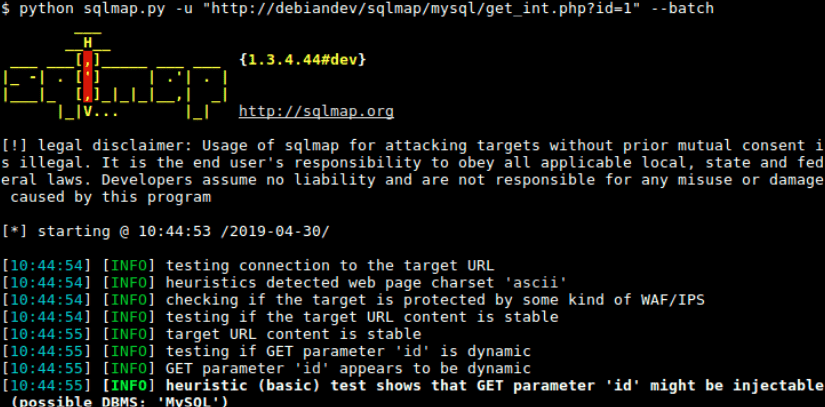 $ python sqlmap.py -u "http://debiandev/sqlmap/mysql/get_int.php?id=1" --batch
        ___
       __H__
 ___ ___[,]_____ ___ ___  {1.3.4.44#dev}
|_ -| . [']     | .'| . |
|___|_  [,]_|_|_|__,|  _|
      |_|V...       |_|   http://sqlmap.org
[!] legal disclaimer: Usage of sqlmap for attacking targets without prior mutual consent i
s illegal. It is the end user's responsibility to obey all applicable local, state and fed
eral laws. Developers assume no liability and are not responsible for any misuse or damage
 caused by this program
[*] starting @ 10:44:53 /2019-04-30/
[10:44:54] [INFO] testing connection to the target URL
[10:44:54] [INFO] heuristics detected web page charset 'ascii'
[10:44:54] [INFO] checking if the target is protected by some kind of WAF/IPS
[10:44:54] [INFO] testing if the target URL content is stable
[10:44:55] [INFO] target URL content is stable
[10:44:55] [INFO] testing if GET parameter 'id' is dynamic
[10:44:55] [INFO] GET parameter 'id' appears to be dynamic
[10:44:55] [INFO] heuristic (basic) test shows that GET parameter 'id' might be injectable
 (possible DBMS: 'MySQL')